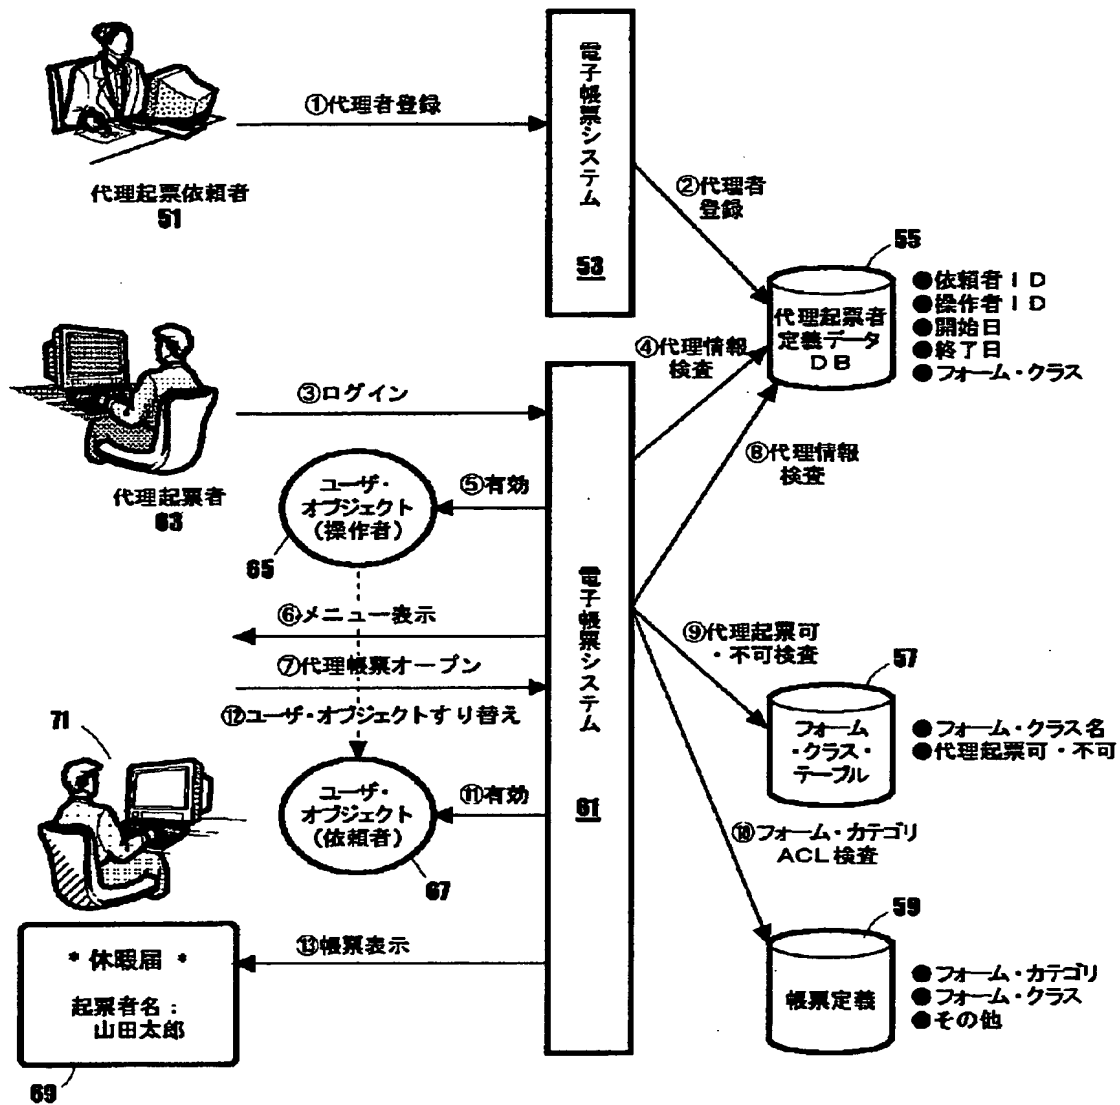 ①代理者登録
代理起票依頼者
51
電子帳票システム
53
②代理者
登録
55
代理起票者
定義データ
DB
●依頼者ID
●操作者ID
●開始日
●終了日
●フォーム・クラス
③ログイン
代理起票者
63
④代理情報
検査
⑤有効
ユーザ・
オブジェクト
(操作者)
65
⑧代理情報
検査
電子帳票システム
61
⑥メニュー表示
⑦代理帳票オープン
⑫ユーザ・オブジェクトすり替え
⑨代理起票可
・不可検査
57
フォーム
・クラス・
テーブル
●フォーム・クラス名
●代理起票可・不可
71
ユーザ・
オブジェクト
(依頼者)
67
⑪有効
⑩フォーム・カテゴリ
ACL検査
59
帳票定義
●フォーム・カテゴリ
●フォーム・クラス
●その他
⑬帳票表示
* 休暇届 *
起票者名:
山田太郎
69